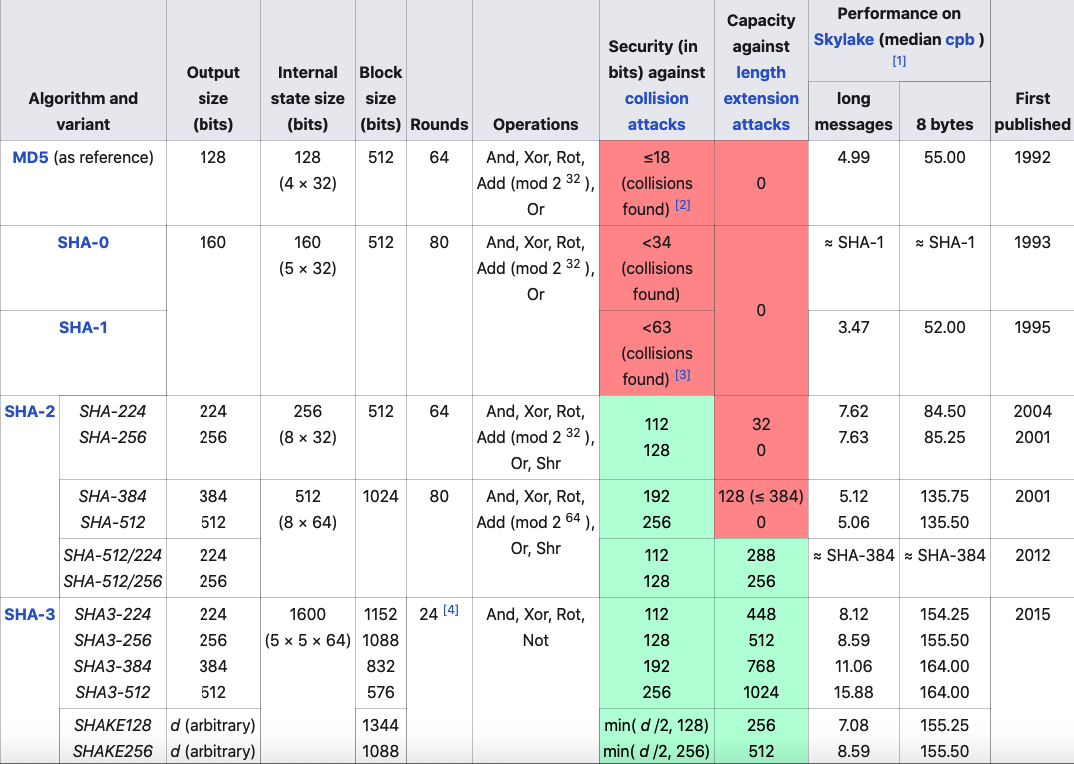 Algorithm and variant | Output size (bits) | Internal state size (bits) | Block size (bits) | Rounds | Operations | Security (in bits) against collision attacks | Capacity against length extension attacks | Performance on Skylake (median cpb ) [1] | First published
long messages | 8 bytes
MD5 (as reference) | 128 | 128 (4 × 32) | 512 | 64 | And, Xor, Rot, Add (mod 2 32 ), Or | ≤18 (collisions found) [2] | 0 | 4.99 | 55.00 | 1992
SHA-0 | 160 | 160 (5 × 32) | 512 | 80 | And, Xor, Rot, Add (mod 2 32 ), Or | <34 (collisions found) | 0 | ≈ SHA-1 | ≈ SHA-1 | 1993
SHA-1 | <63 (collisions found) [3] | 3.47 | 52.00 | 1995
SHA-2 | SHA-224 | 224 | 256 (8 × 32) | 512 | 64 | And, Xor, Rot, Add (mod 2 32 ), Or, Shr | 112 | 32 | 7.62 | 84.50 | 2004
SHA-256 | 256 | 128 | 0 | 7.63 | 85.25 | 2001
SHA-384 | 384 | 512 (8 × 64) | 1024 | 80 | And, Xor, Rot, Add (mod 2 64 ), Or, Shr | 192 | 128 (≤ 384) | 5.12 | 135.75 | 2001
SHA-512 | 512 | 256 | 0 | 5.06 | 135.50
SHA-512/224 | 224 | 112 | 288 | ≈ SHA-384 | ≈ SHA-384 | 2012
SHA-512/256 | 256 | 128 | 256
SHA-3 | SHA3-224 | 224 | 1600 (5 × 5 × 64) | 1152 | 24 [4] | And, Xor, Rot, Not | 112 | 448 | 8.12 | 154.25 | 2015
SHA3-256 | 256 | 1088 | 128 | 512 | 8.59 | 155.50
SHA3-384 | 384 | 832 | 192 | 768 | 11.06 | 164.00
SHA3-512 | 512 | 576 | 256 | 1024 | 15.88 | 164.00
SHAKE128 | d (arbitrary) | 1344 | min( d /2, 128) | 256 | 7.08 | 155.25
SHAKE256 | d (arbitrary) | 1088 | min( d /2, 256) | 512 | 8.59 | 155.50